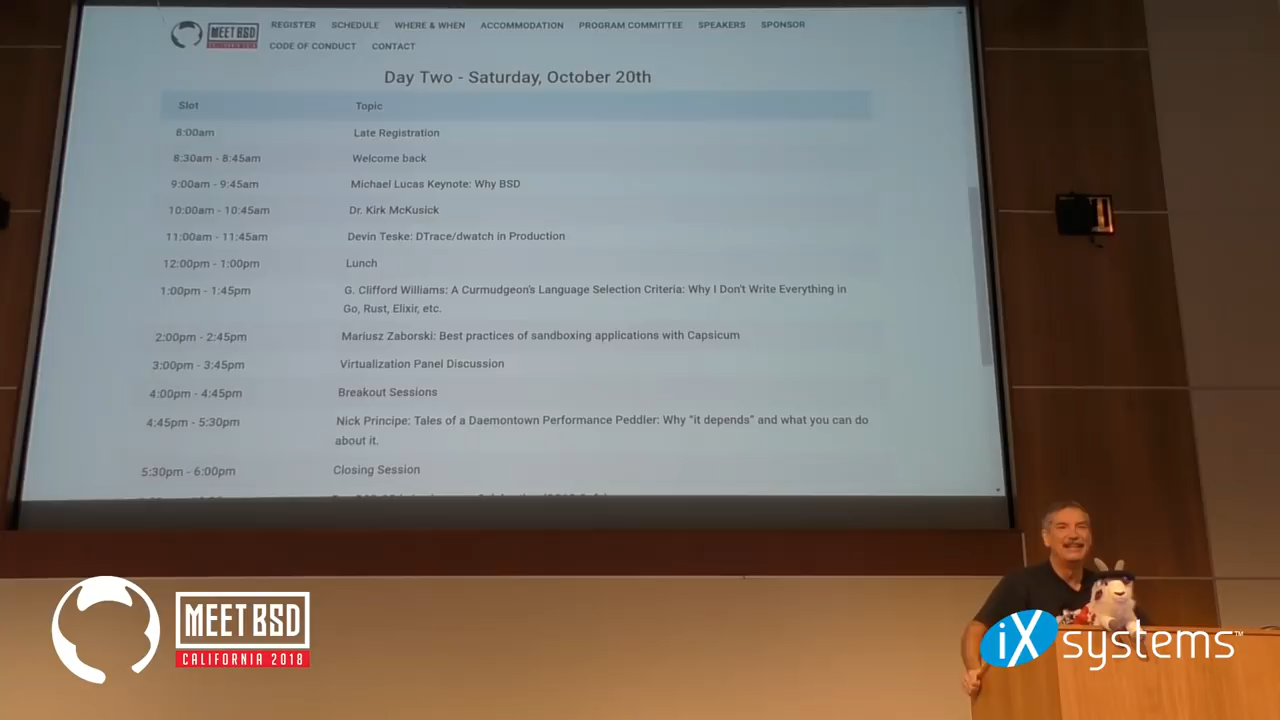 MEET BSD
CALIFORNIA 2018
REGISTER SCHEDULE WHERE & WHEN ACCOMMODATION PROGRAM COMMITTEE SPEAKERS SPONSOR
CODE OF CONDUCT CONTACT
Day Two - Saturday, October 20th
Slot Topic
8:00am Late Registration
8:30am - 8:45am Welcome back
9:00am - 9:45am Michael Lucas Keynote: Why BSD
10:00am - 10:45am Dr. Kirk McKusick
11:00am - 11:45am Devin Teske: DTrace/dwatch in Production
12:00pm - 1:00pm Lunch
1:00pm - 1:45pm G. Clifford Williams: A Curmudgeon's Language Selection Criteria: Why I Don't Write Everything in
Go, Rust, Elixir, etc.
2:00pm - 2:45pm Mariusz Zaborski: Best practices of sandboxing applications with Capsicum
3:00pm - 3:45pm Virtualization Panel Discussion
4:00pm - 4:45pm Breakout Sessions
4:45pm - 5:30pm Nick Principe: Tales of a Daemontown Performance Peddler: Why "it depends" and what you can do
about it.
5:30pm - 6:00pm Closing Session
MEET BSD
CALIFORNIA 2018
iX systems™